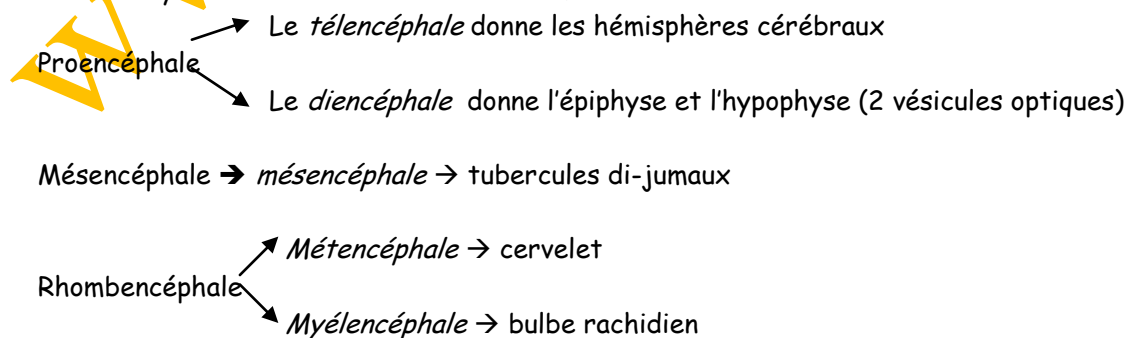 Le télencéphale donne les hémisphères cérébraux
Proencéphale
Le diencéphale donne l'épiphyse et l'hypophyse (2 vésicules optiques)
Mésencéphale ➔ mésencéphale → tubercules di-jumaux
Métencéphale → cervelet
Rhombencéphale
Myélencéphale → bulbe rachidien